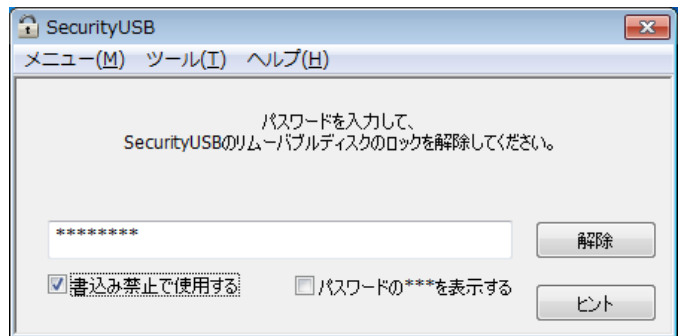 SecurityUSB
メニュー(M) ツール(T) ヘルプ(H)
パスワードを入力して、
SecurityUSBのリムーバブルディスクのロックを解除してください。
********
解除
書込み禁止で使用する
パスワードの***を表示する
ヒント